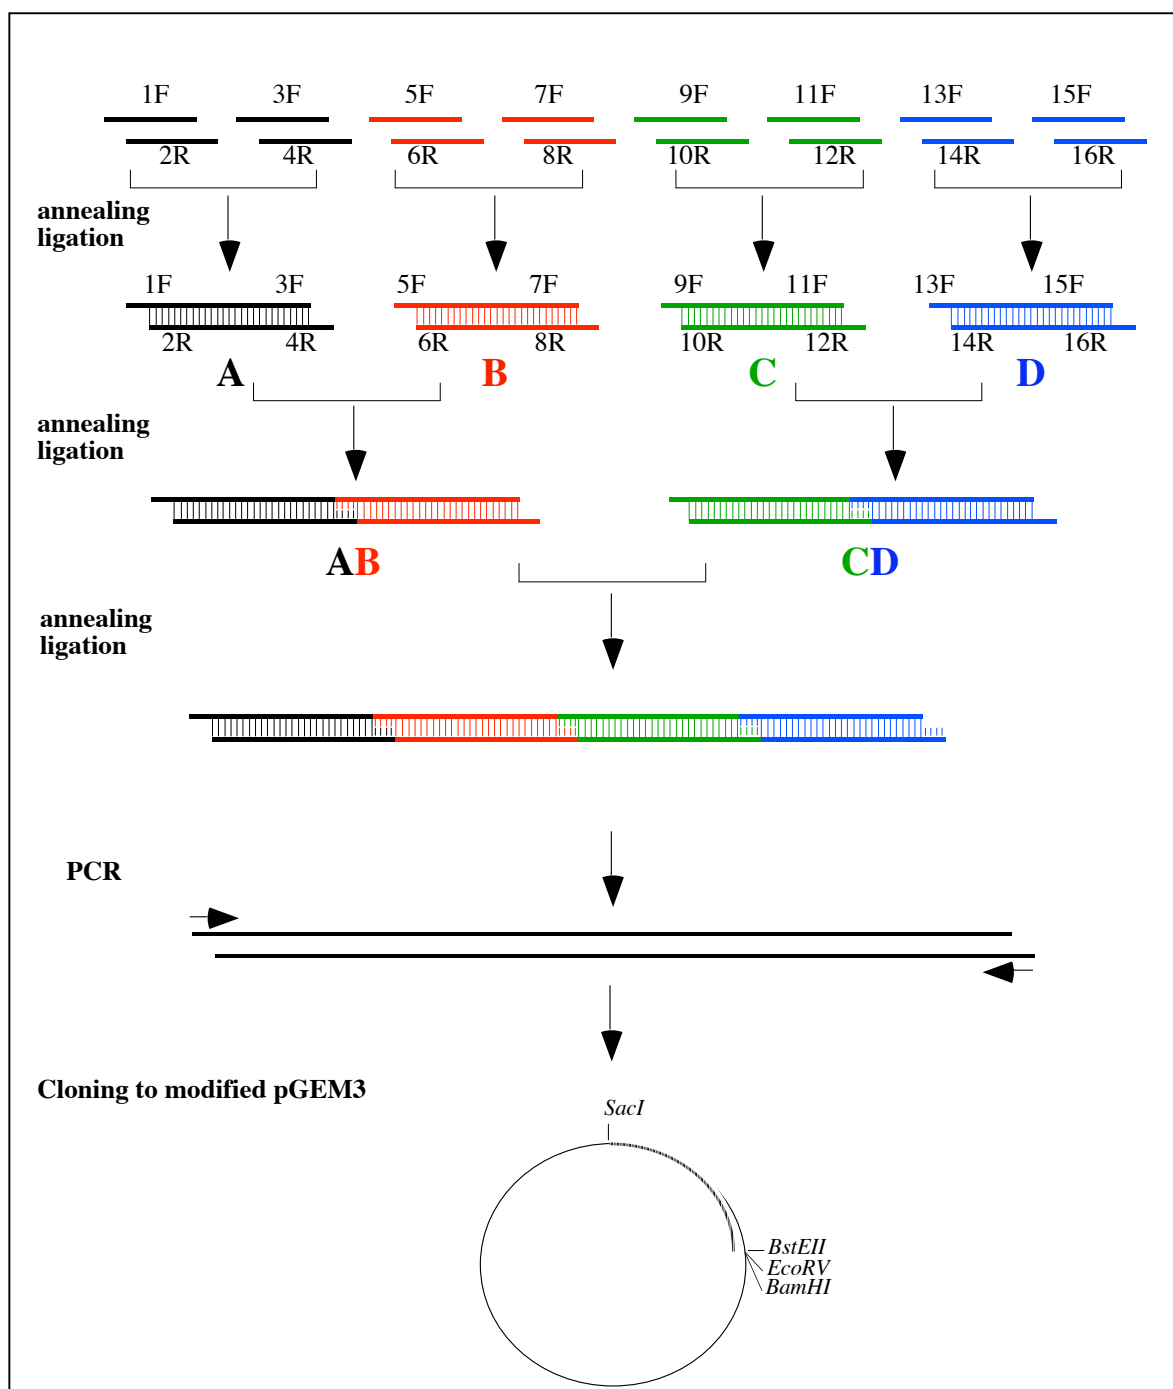 1F 3F 5F 7F 9F 11F 13F 15F
2R 4R 6R 8R 10R 12R 14R 16R
annealing
ligation
1F 3F 5F 7F 9F 11F 13F 15F
2R 4R 6R 8R 10R 12R 14R 16R
A B C D
annealing
ligation
AB CD
annealing
ligation
PCR
Cloning to modified pGEM3
SacI
BstEII
EcoRV
BamHI